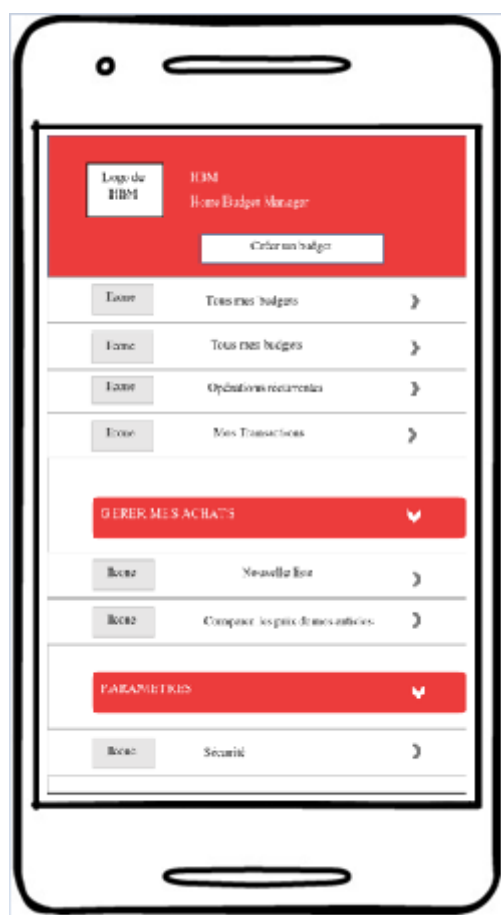 Logo de
HBM
HBM
Home Budget Manager
Créer un budget
Icone
Tous mes budgets
Icone
Tous mes budgets
Icone
Opérations récurrentes
Icone
Mes Transactions
GERER MES ACHATS
Icone
Nouvelle liste
Icone
Comparer les prix de mes articles
PARAMETRES
Icone
Sécurité